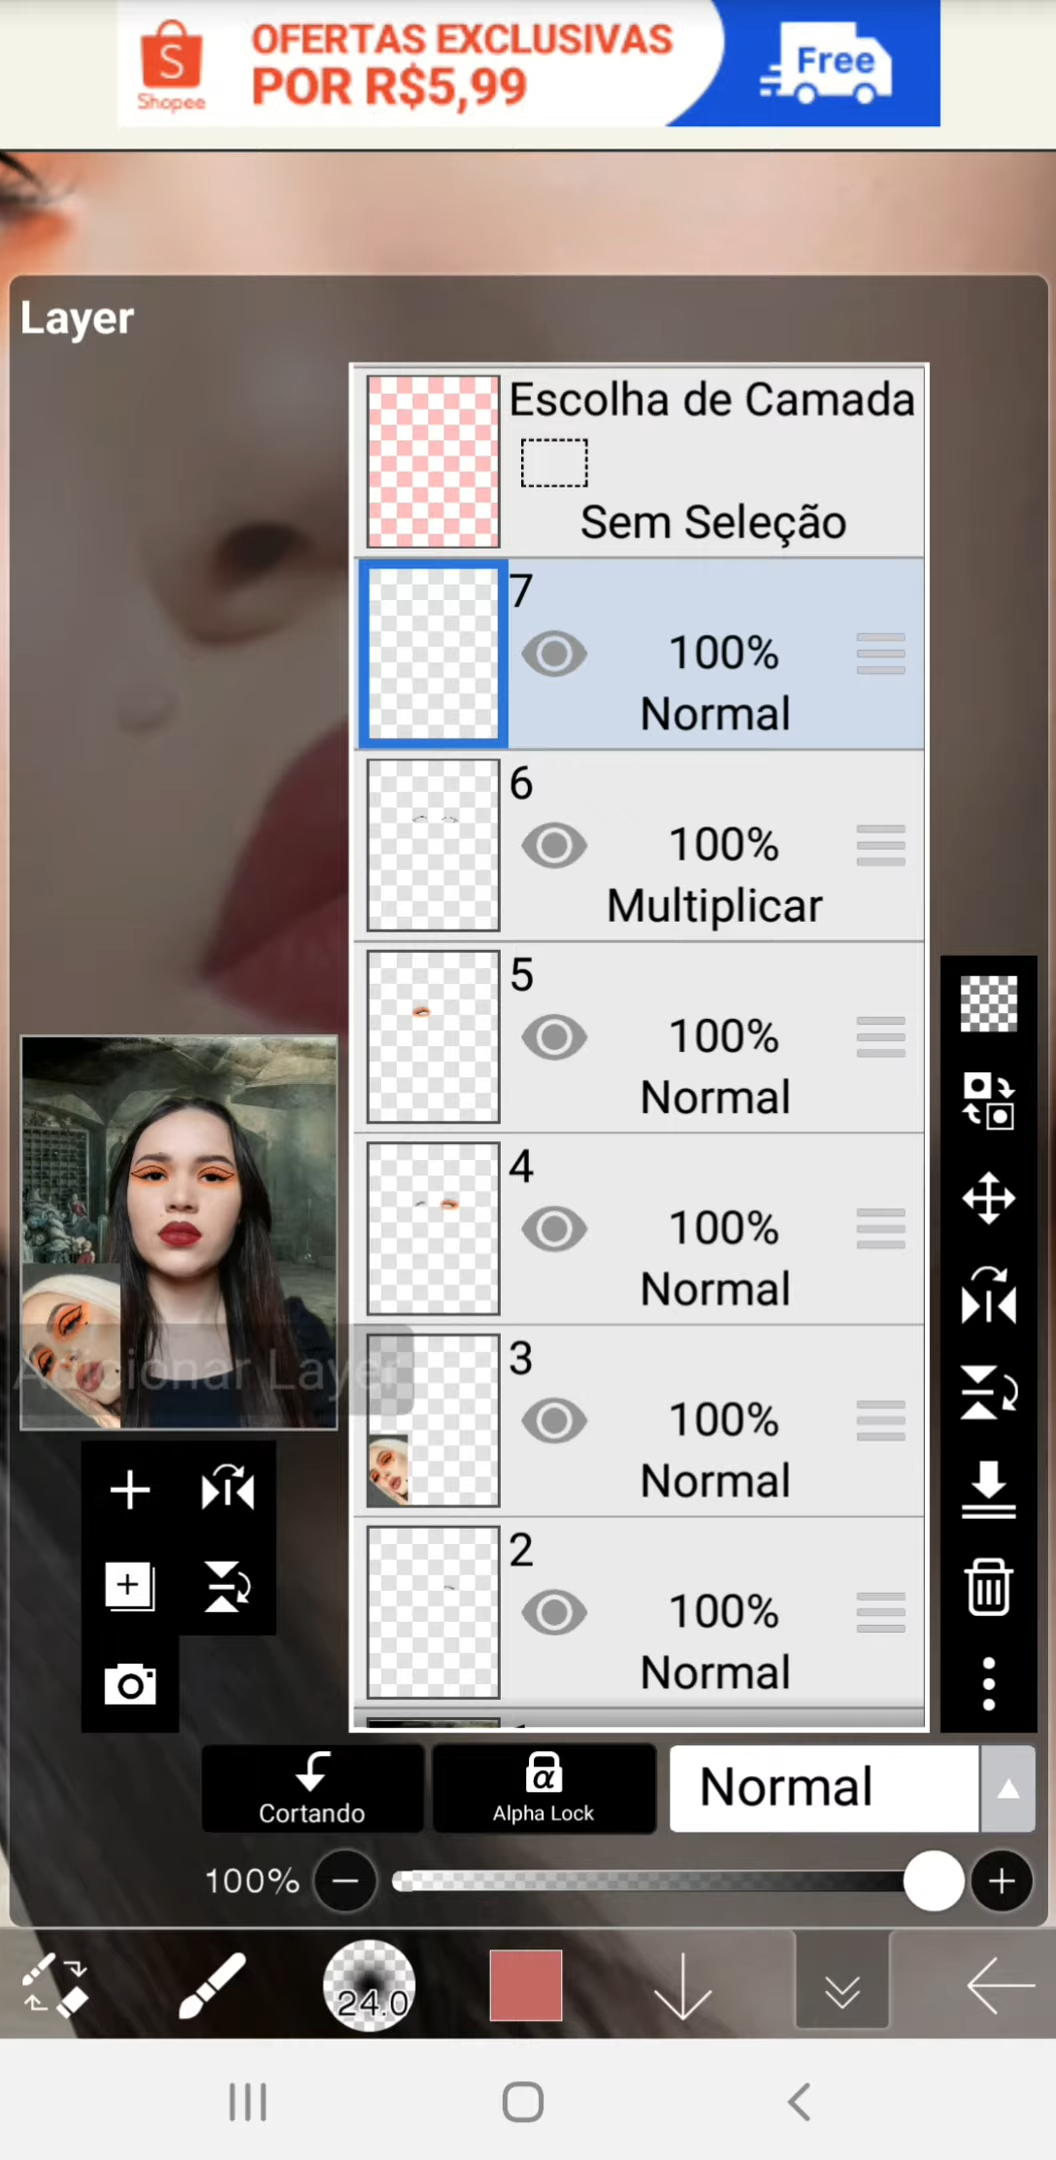 OFERTAS EXCLUSIVAS
POR R$5,99
Shopee
Free
Layer
Escolha de Camada
Sem Seleção
7
100%
Normal
6
100%
Multiplicar
5
100%
Normal
4
100%
Normal
3
100%
Normal
2
100%
Normal
Adicionar Layer
Cortando
α
Alpha Lock
Normal
100%
24.0